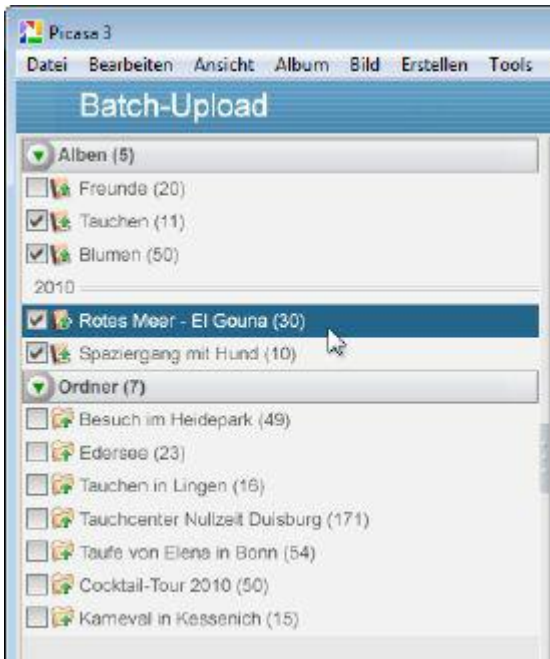 Picasa 3
Datei Bearbeiten Ansicht Album Bild Erstellen Tools
Batch-Upload
Alben (5)
Freunde (20)
Tauchen (11)
Blumen (50)
2010
Rotes Meer - El Gouna (30)
Spaziergang mit Hund (10)
Ordner (7)
Besuch im Heidepark (49)
Edersee (23)
Tauchen in Lingen (16)
Tauchcenter Nullzeit Duisburg (171)
Taufe von Elena in Bonn (54)
Cocktail-Tour 2010 (50)
Karneval in Kessenich (15)